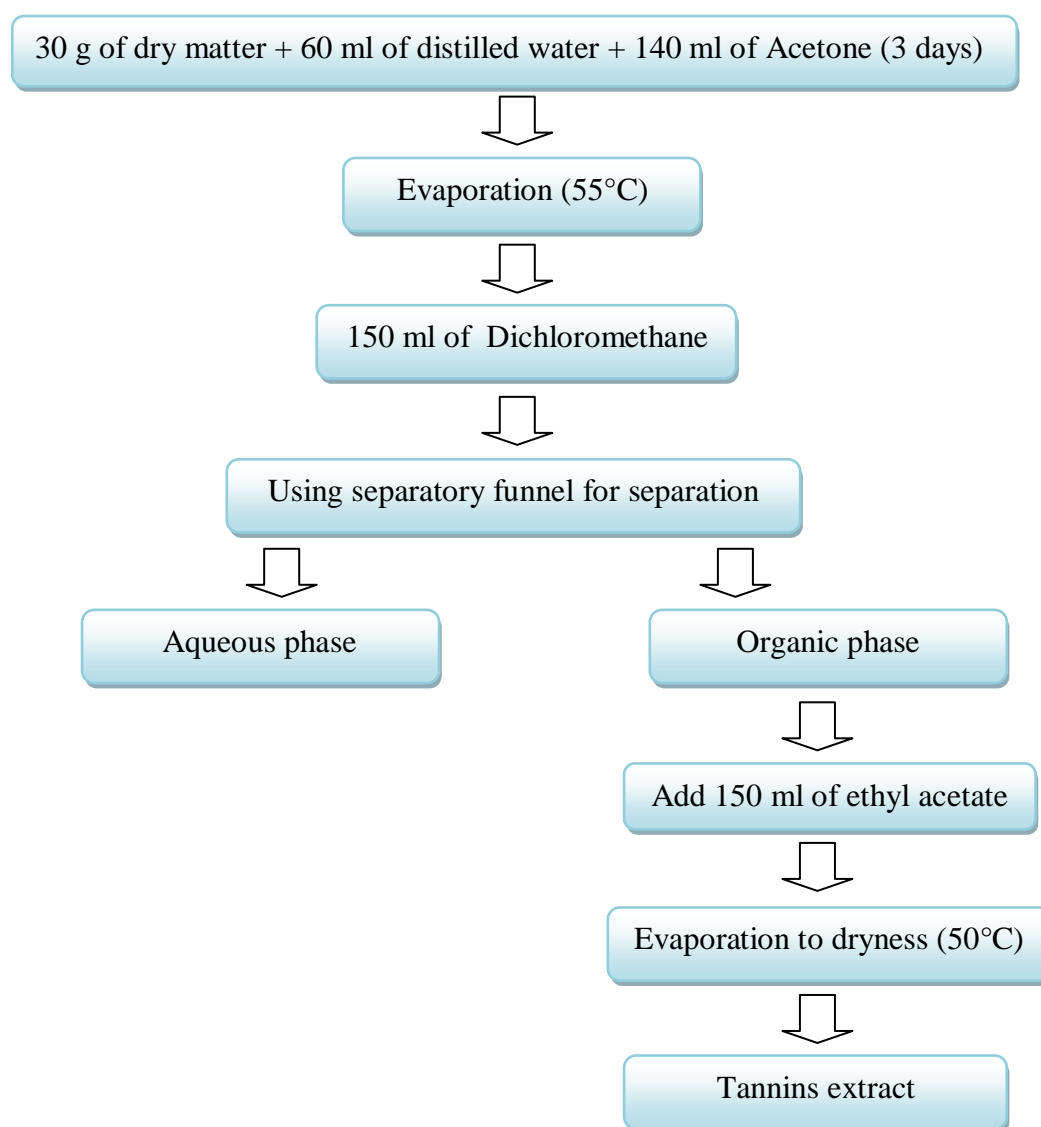 30 g of dry matter + 60 ml of distilled water + 140 ml of Acetone (3 days)
Evaporation (55°C)
150 ml of  Dichloromethane
Using separatory funnel for separation
Aqueous phase
Organic phase
Add 150 ml of ethyl acetate
Evaporation to dryness (50°C)
Tannins extract